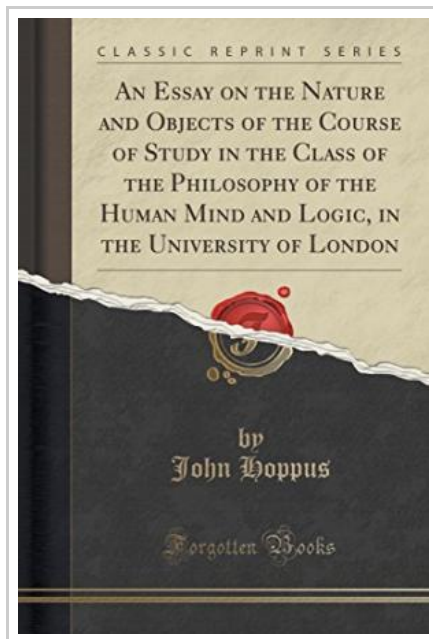 CLASSIC REPRINT SERIES
AN ESSAY ON THE NATURE
AND OBJECTS OF THE COURSE
OF STUDY IN THE CLASS OF
THE PHILOSOPHY OF THE
HUMAN MIND AND LOGIC, IN
THE UNIVERSITY OF LONDON
by
John Hoppus
Forgotten Books